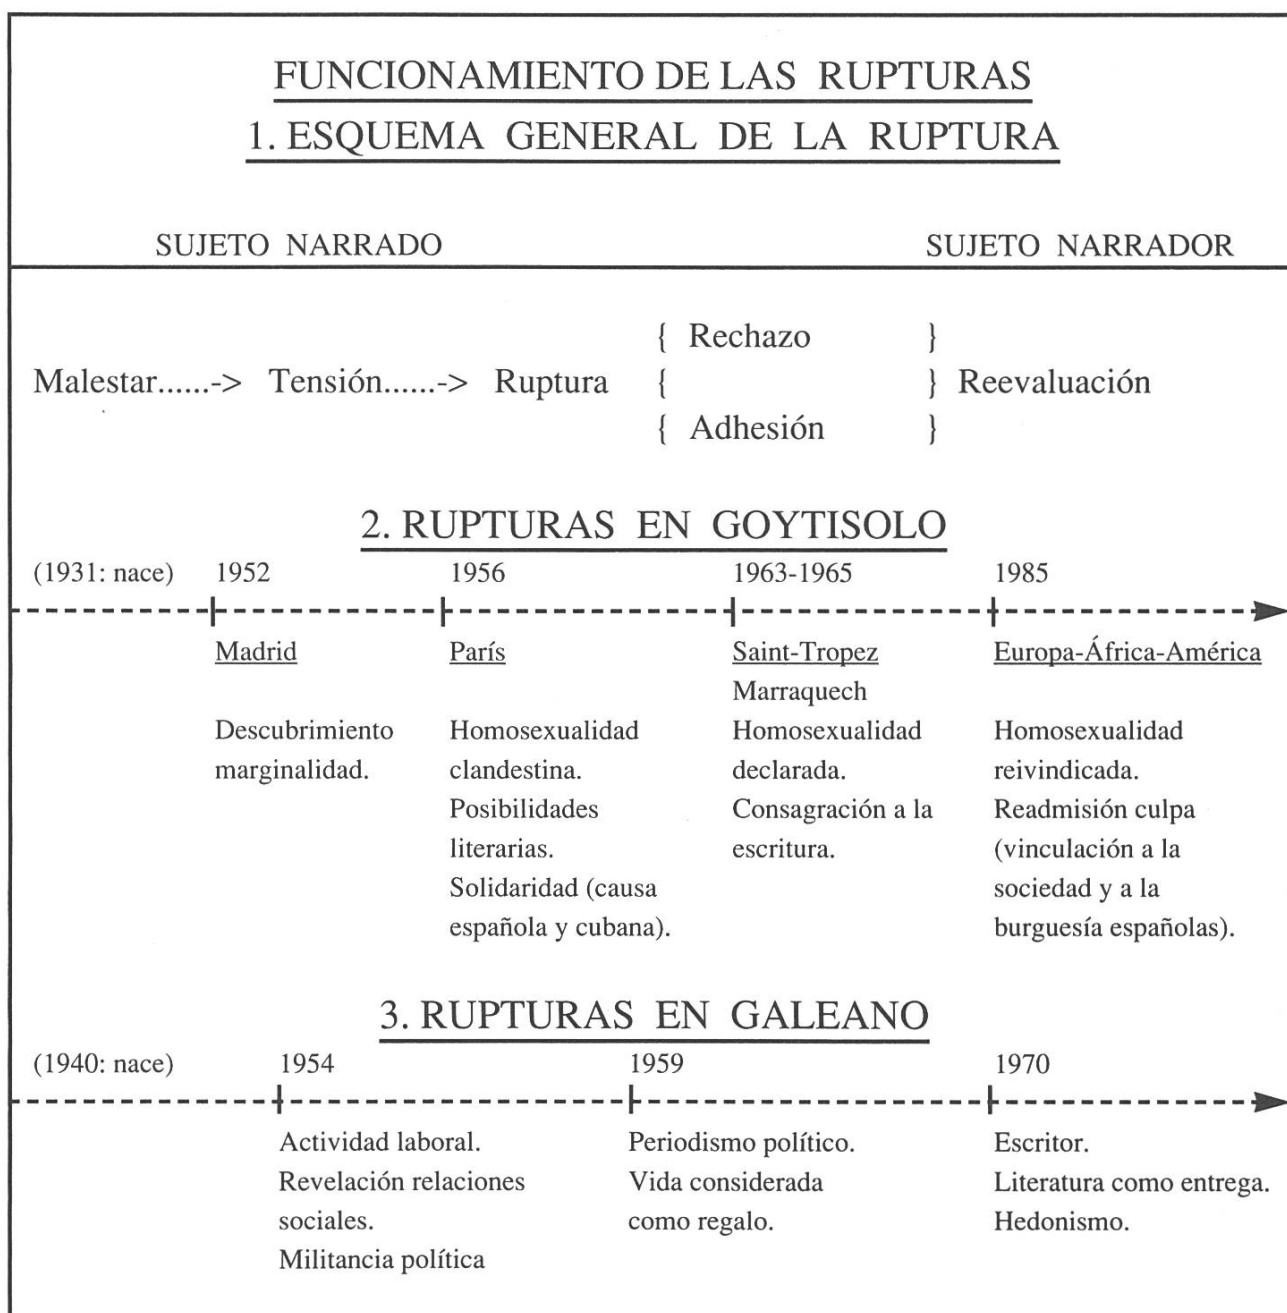 FUNCIONAMIENTO DE LAS RUPTURAS
1. ESQUEMA GENERAL DE LA RUPTURA
SUJETO NARRADO SUJETO NARRADOR
{ Rechazo }
Malestar......-> Tensión......-> Ruptura { } Reevaluación
{ Adhesión }
2. RUPTURAS EN GOYTISOLO
(1931: nace) 1952 1956 1963-1965 1985
Madrid París Saint-Tropez Europa-África-América
Marraquech
Descubrimiento Homosexualidad Homosexualidad Homosexualidad
marginalidad. clandestina. declarada. reivindicada.
Posibilidades Consagración a la Readmisión culpa
literarias. escritura. (vinculación a la
Solidaridad (causa sociedad y a la
española y cubana). burguesía españolas).
3. RUPTURAS EN GALEANO
(1940: nace) 1954 1959 1970
Actividad laboral. Periodismo político. Escritor.
Revelación relaciones Vida considerada Literatura como entrega.
sociales. como regalo. Hedonismo.
Militancia política